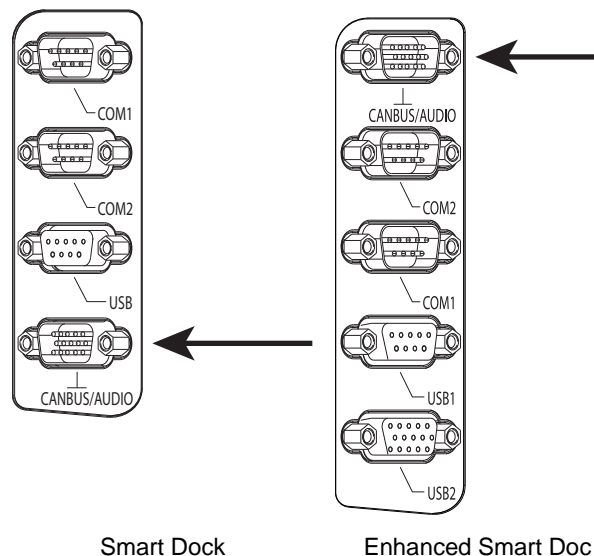 COM1
COM2
USB
CANBUS/AUDIO
Smart Dock
CANBUS/AUDIO
COM2
COM1
USB1
USB2
Enhanced Smart Doc